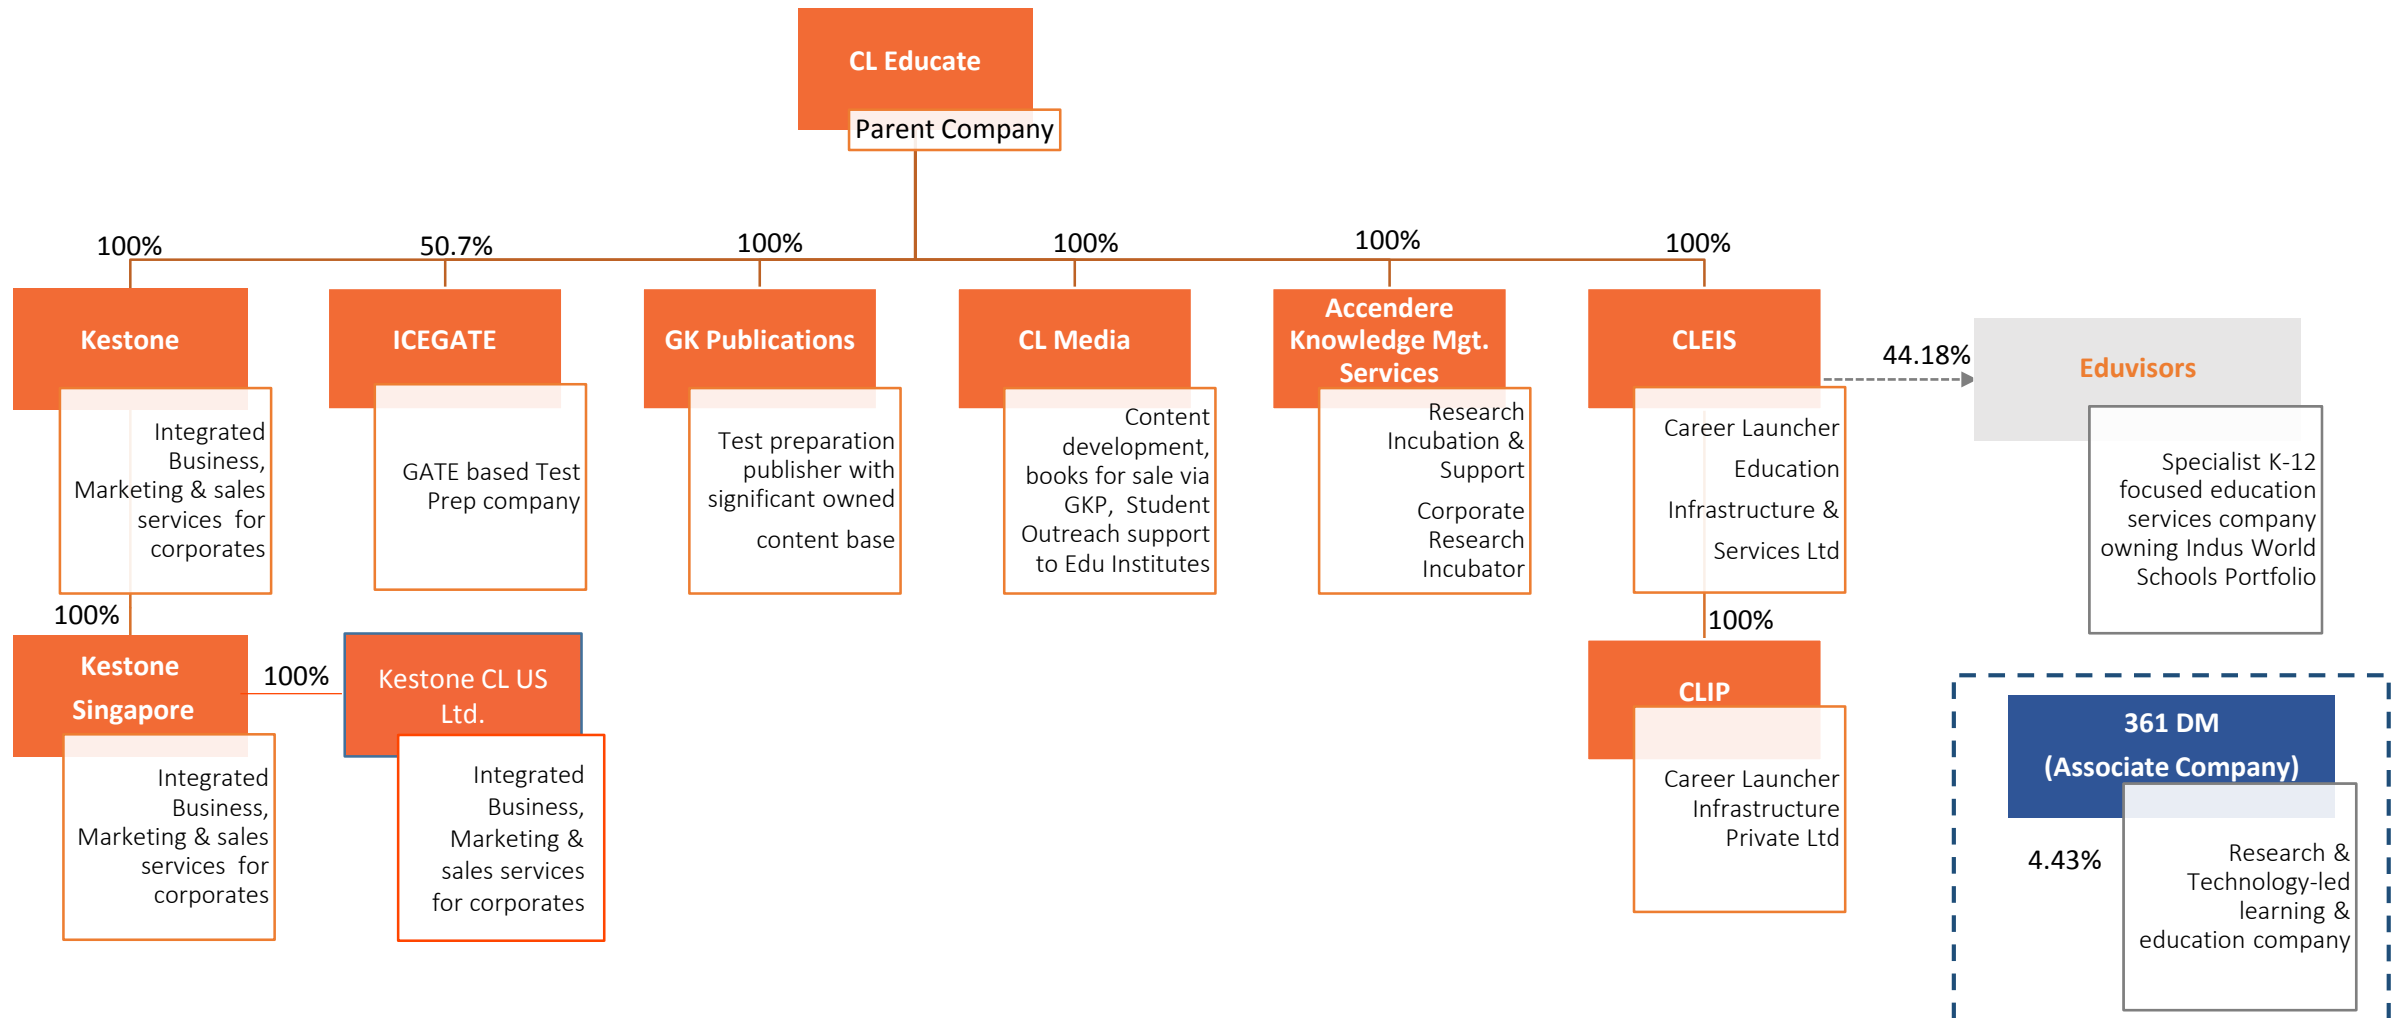 CL Educate
Parent Company
100%
50.7%
100%
100%
100%
100%
Kestone
Integrated
Business,
Marketing & sales
services for
corporates
ICEGATE
GATE based Test
Prep company
GK Publications
Test preparation
publisher with
significant owned
content base
CL Media
Content
development,
books for sale via
GKP, Student
Outreach support
to Edu Institutes
Accendere
Knowledge Mgt.
Services
Research
Incubation &
Support
Corporate
Research
Incubator
CLEIS
Career Launcher
Education
Infrastructure &
Services Ltd
44.18%
Eduvisors
Specialist K-12
focused education
services company
owning Indus World
Schools Portfolio
100%
Kestone
Singapore
Integrated
Business,
Marketing & sales
services for
corporates
100%
Kestone CL US
Ltd.
Integrated
Business,
Marketing &
sales services
for corporates
100%
CLIP
Career Launcher
Infrastructure
Private Ltd
361 DM
(Associate Company)
4.43%
Research &
Technology-led
learning &
education company